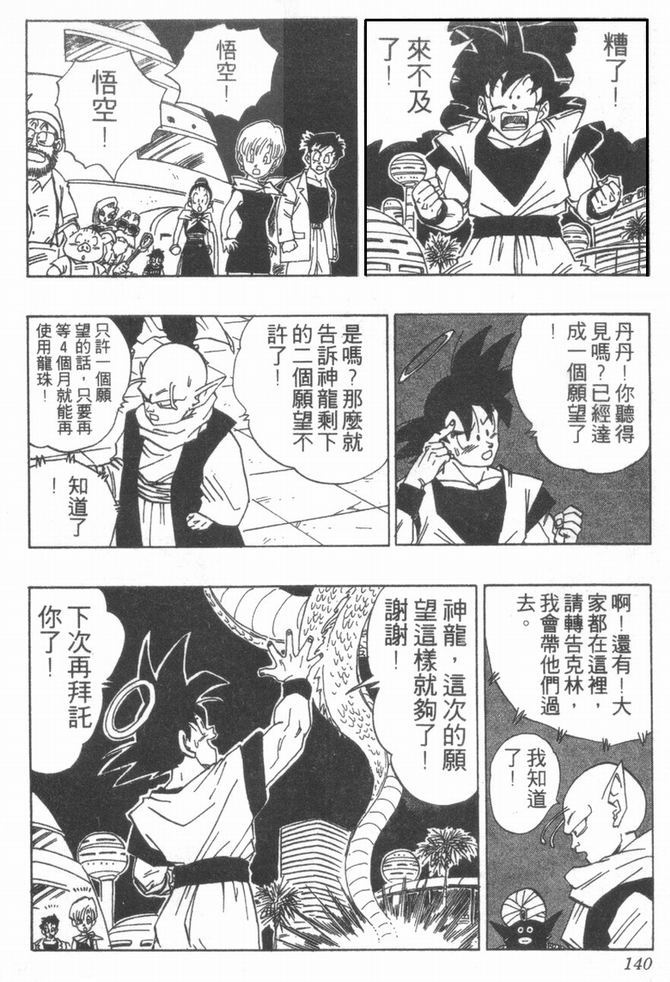 糟了！
來不及
了！
悟空！
悟空！
丹丹！你聽得
見嗎？已經達
成一個願望了
！
是嗎？那麼就
告訴神龍剩下
的二個願望不
許了！
只許一個願
望的話，只要再
等4個月就能再
使用龍珠！
知道了
！
啊！還有！大
家都在這裡，
請轉告克林，
我會帶他們過
去。
我知道
了！
神龍，這次的願
望這樣就夠了！
謝謝！
下次再拜託
你了！
140